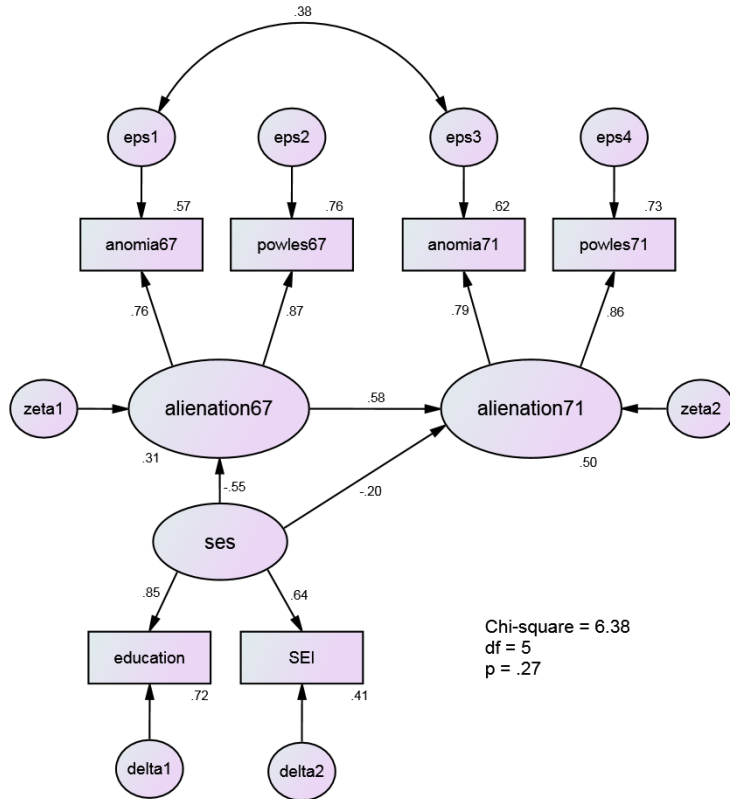 .38
eps1
eps2
eps3
eps4
.57
.76
.62
.73
anomia67
powles67
anomia71
powles71
.76
.87
.79
.86
zeta1
alienation67
.58
alienation71
zeta2
.31
.50
-.55
-.20
ses
.85
.64
education
SEI
.72
.41
Chi-square = 6.38
df = 5
p = .27
delta1
delta2